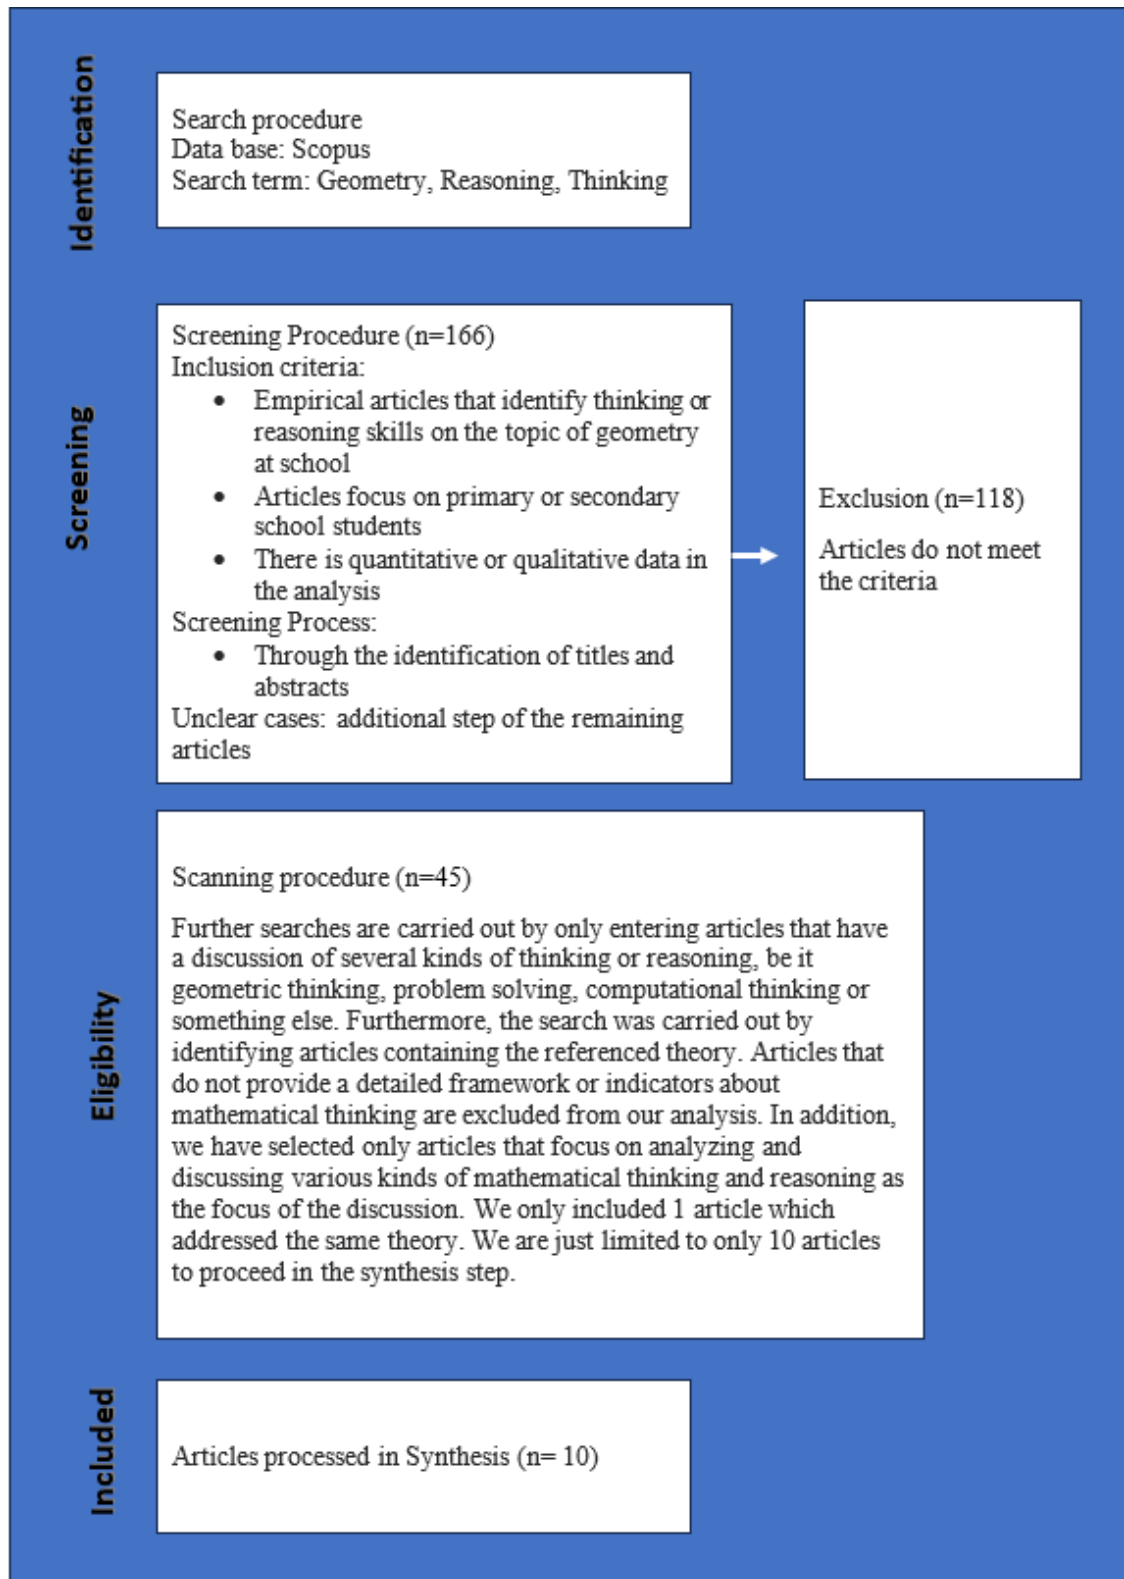 Identification
Search procedure
Data base: Scopus
Search term: Geometry, Reasoning, Thinking
Screening
Screening Procedure (n=166)
Inclusion criteria:
• Empirical articles that identify thinking or
reasoning skills on the topic of geometry
at school
• Articles focus on primary or secondary
school students
• There is quantitative or qualitative data in
the analysis
Screening Process:
• Through the identification of titles and
abstracts
Unclear cases: additional step of the remaining
articles
Exclusion (n=118)
Articles do not meet
the criteria
Eligibility
Scanning procedure (n=45)
Further searches are carried out by only entering articles that have
a discussion of several kinds of thinking or reasoning, be it
geometric thinking, problem solving, computational thinking or
something else. Furthermore, the search was carried out by
identifying articles containing the referenced theory. Articles that
do not provide a detailed framework or indicators about
mathematical thinking are excluded from our analysis. In addition,
we have selected only articles that focus on analyzing and
discussing various kinds of mathematical thinking and reasoning as
the focus of the discussion. We only included 1 article which
addressed the same theory. We are just limited to only 10 articles
to proceed in the synthesis step.
Included
Articles processed in Synthesis (n= 10)